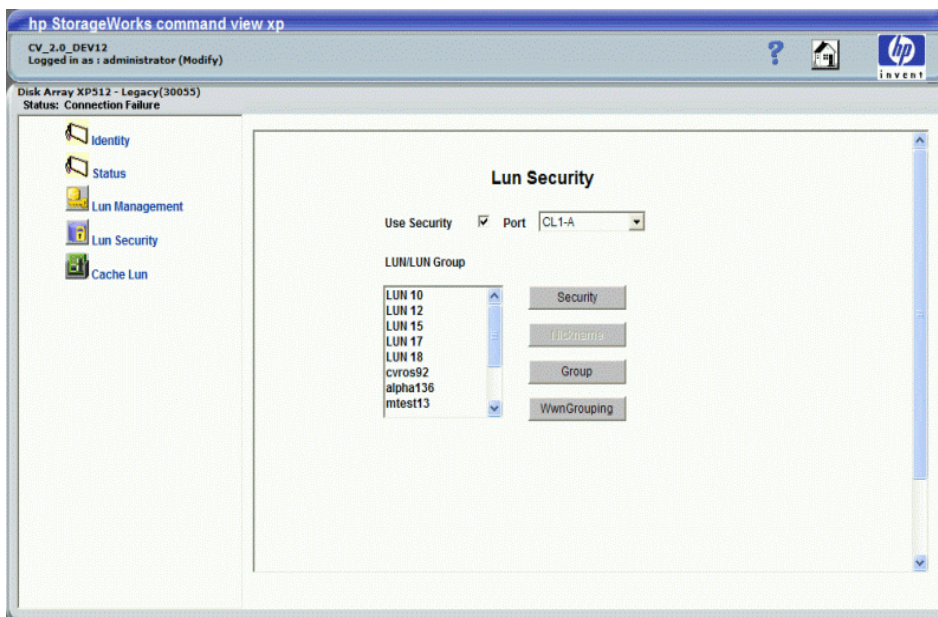 hp StorageWorks command view xp
CV_2.0_DEV12
Logged in as : administrator (Modify)
?
hp
invent
Disk Array XP512 - Legacy(30055)
Status: Connection Failure
Identity
Status
Lun Management
Lun Security
Cache Lun
Lun Security
Use Security Port CL1-A
LUN/LUN Group
LUN 10
LUN 12
LUN 15
LUN 17
LUN 18
cvros92
alpha136
mtest13
Security
Nickname
Group
WwnGrouping